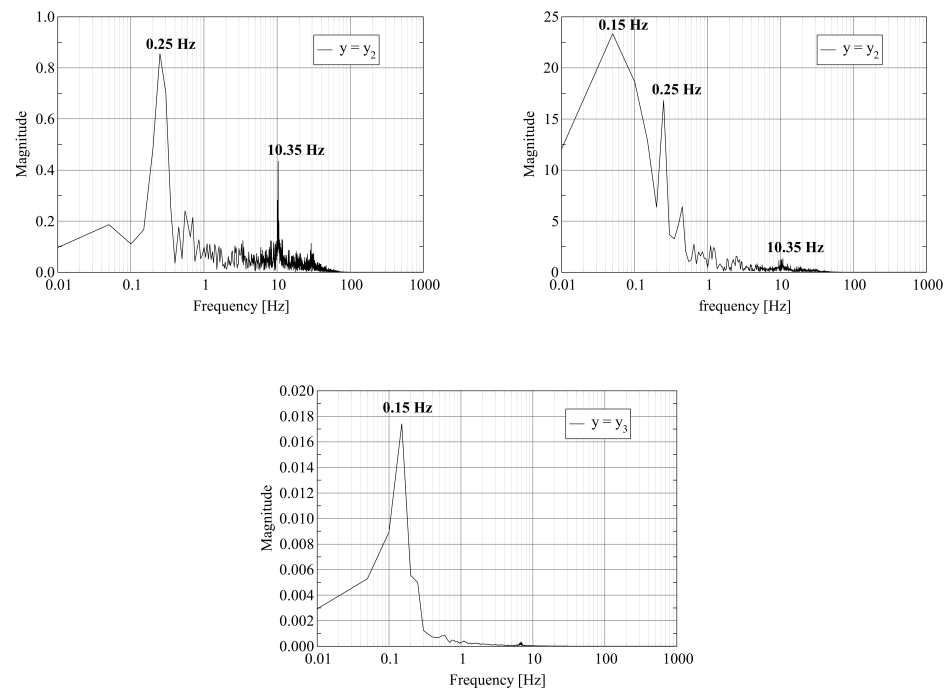 1.0
0.25 Hz
y = y2
0.8
0.6
Magnitude
10.35 Hz
0.4
0.2
0.0
0.01 0.1 1 10 100 1000
Frequency [Hz]
25
0.15 Hz
y = y2
20
0.25 Hz
15
Magnitude
10
5
10.35 Hz
0
0.01 0.1 1 10 100 1000
frequency [Hz]
0.020
0.15 Hz
0.018
y = y3
0.016
0.014
0.012
Magnitude
0.010
0.008
0.006
0.004
0.002
0.000
0.01 0.1 1 10 100 1000
Frequency [Hz]